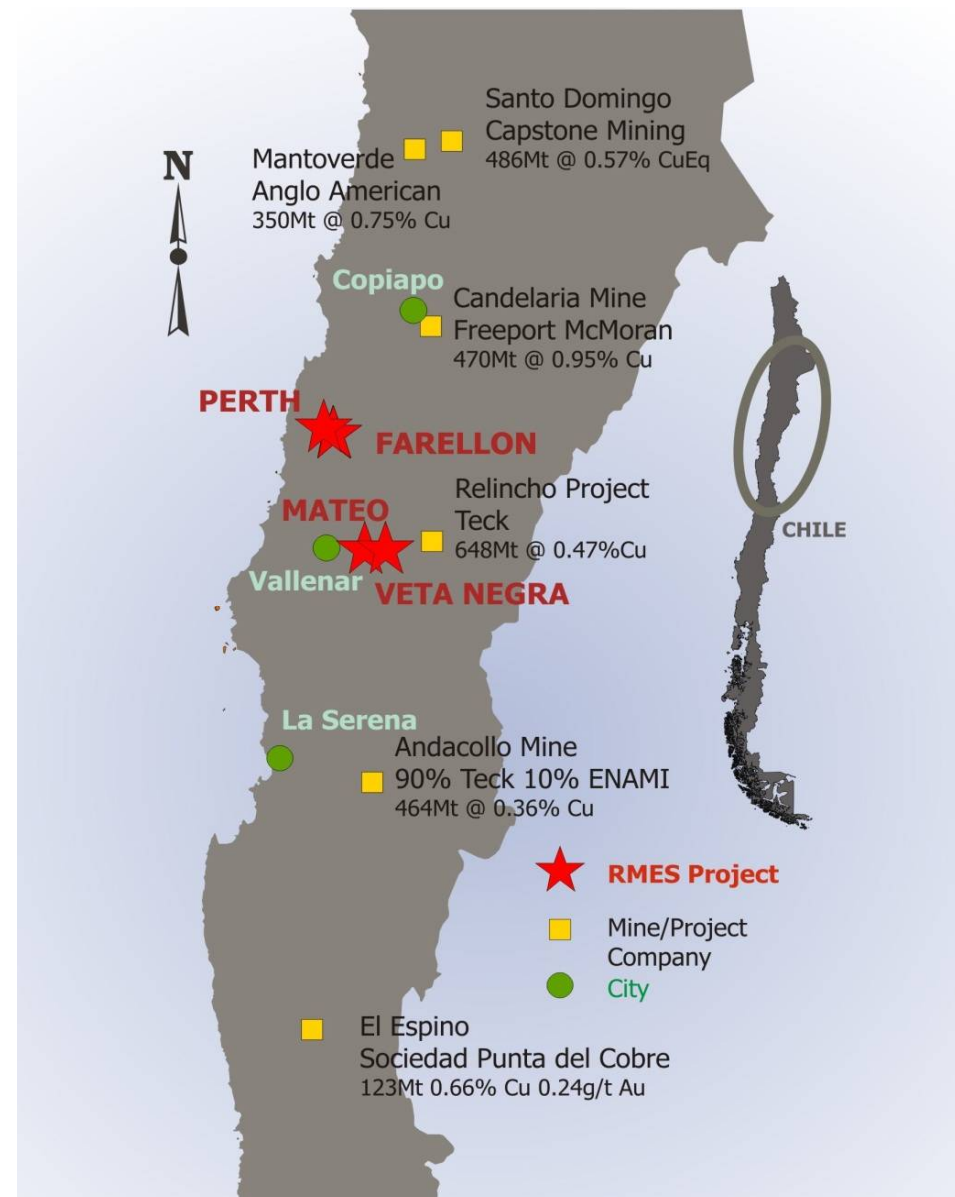 Santo Domingo
Capstone Mining
486Mt @ 0.57% CuEq
N
Mantoverde
Anglo American
350Mt @ 0.75% Cu
Copiapo
Candelaria Mine
Freeport McMoran
470Mt @ 0.95% Cu
PERTH
FARELLON
Relincho Project
Teck
648Mt @ 0.47%Cu
MATEO
Vallenar
VETA NEGRA
CHILE
La Serena
Andacollo Mine
90% Teck 10% ENAMI
464Mt @ 0.36% Cu
RMES Project
Mine/Project
Company
City
El Espino
Sociedad Punta del Cobre
123Mt 0.66% Cu 0.24g/t Au